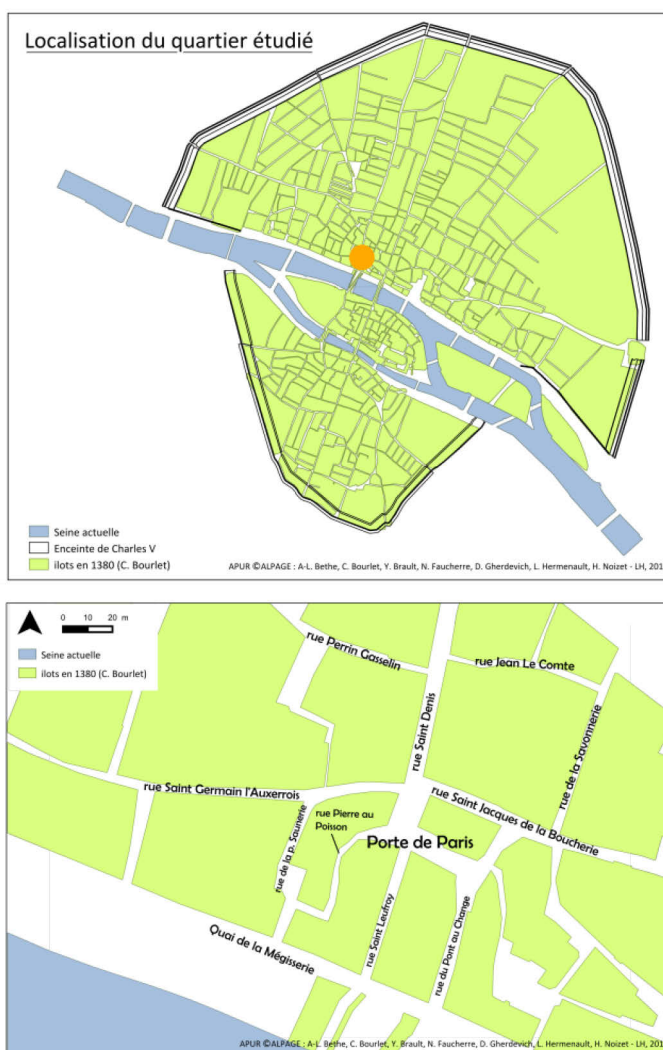 Localisation du quartier étudié
Seine actuelle
Enceinte de Charles V
ilots en 1380 (C. Bourlet)
APUR ©ALPAGE : A-L. Bethe, C. Bourlet, Y. Brault, N. Faucherre, D. Gherdevich, L. Hermenault, H. Noizet - LH, 201
0 10 20 m
Seine actuelle
ilots en 1380 (C. Bourlet)
rue Perrin Gasselin
rue Jean Le Comte
rue Saint Denis
rue de la Savonnerie
rue Saint Germain l'Auxerrois
rue Saint Jacques de la Boucherie
rue de la p. Saunerie
rue Pierre au
Poisson
Porte de Paris
rue Saint Leufroy
rue du Pont au Change
Quai de la Mégisserie
APUR ©ALPAGE : A-L. Bethe, C. Bourlet, Y. Brault, N. Faucherre, D. Gherdevich, L. Hermenault, H. Noizet - LH, 201